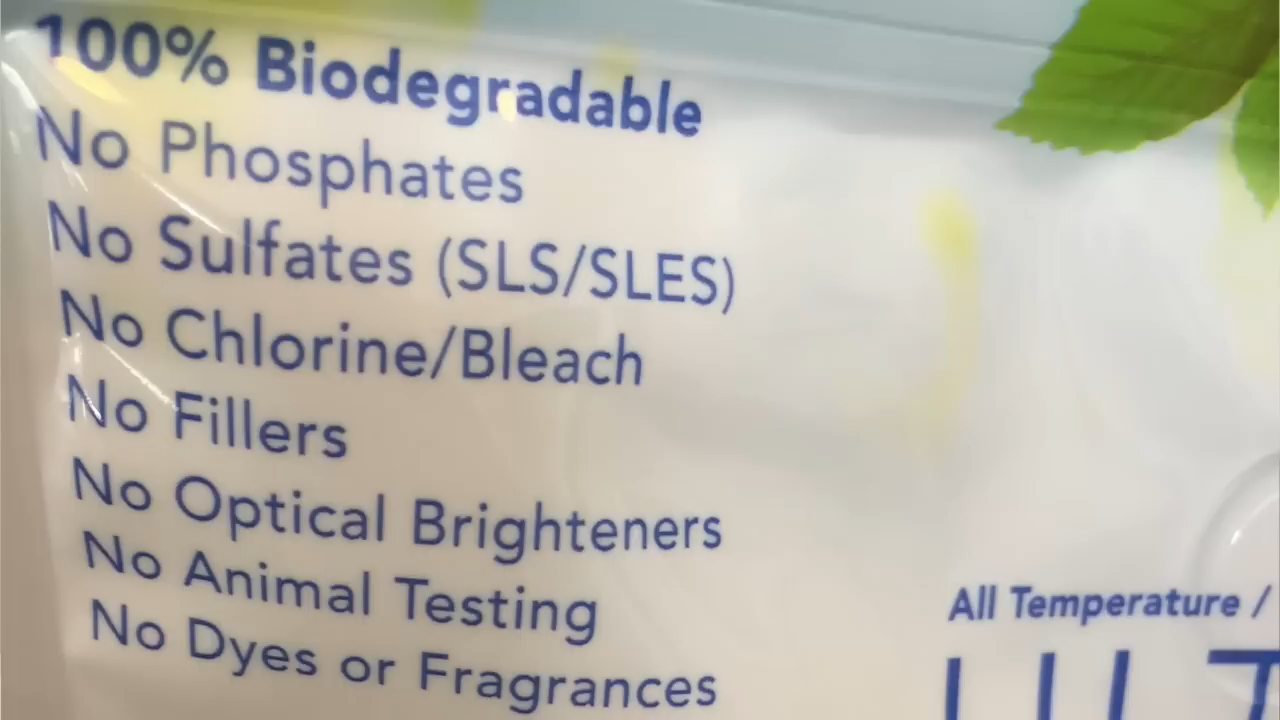 100% Biodegradable
No Phosphates
No Sulfates (SLS/SLES)
No Chlorine/Bleach
No Fillers
No Optical Brighteners
No Animal Testing
No Dyes or Fragrances
All Temperature /